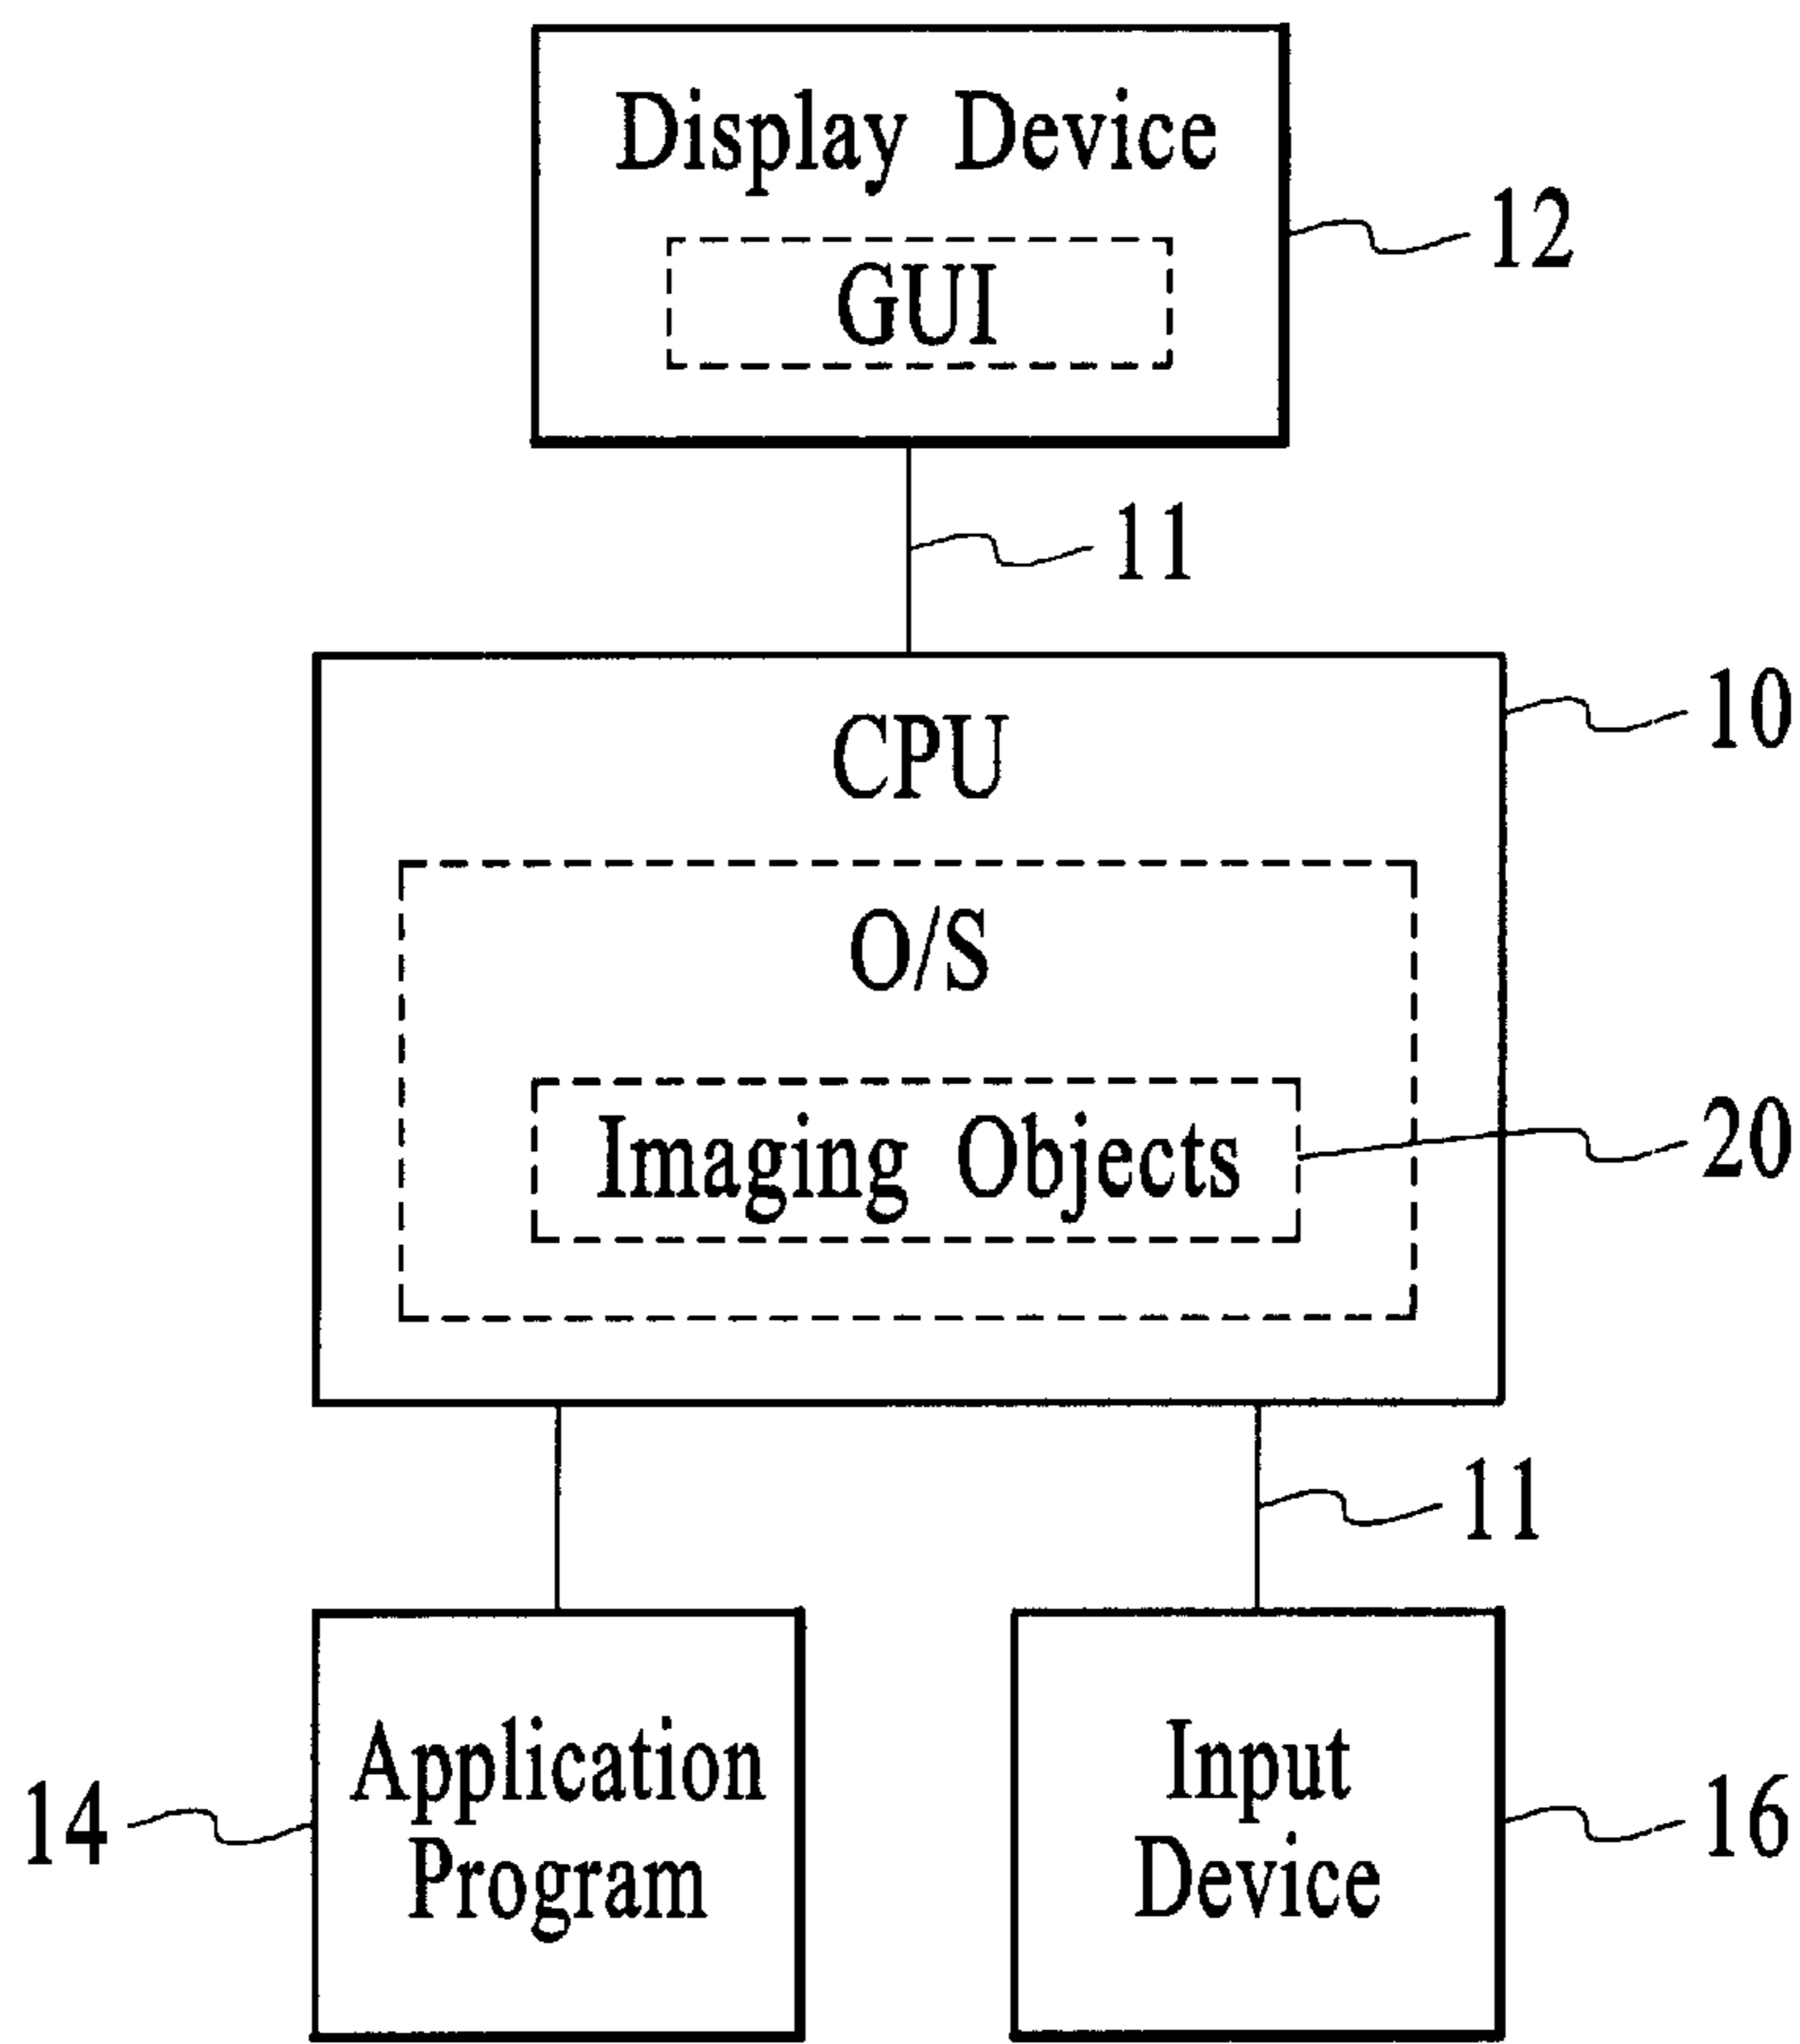 Display Device
12
GUI
11
CPU
10
O/S
Imaging Objects
20
11
14
Application
Program
Input
Device
16